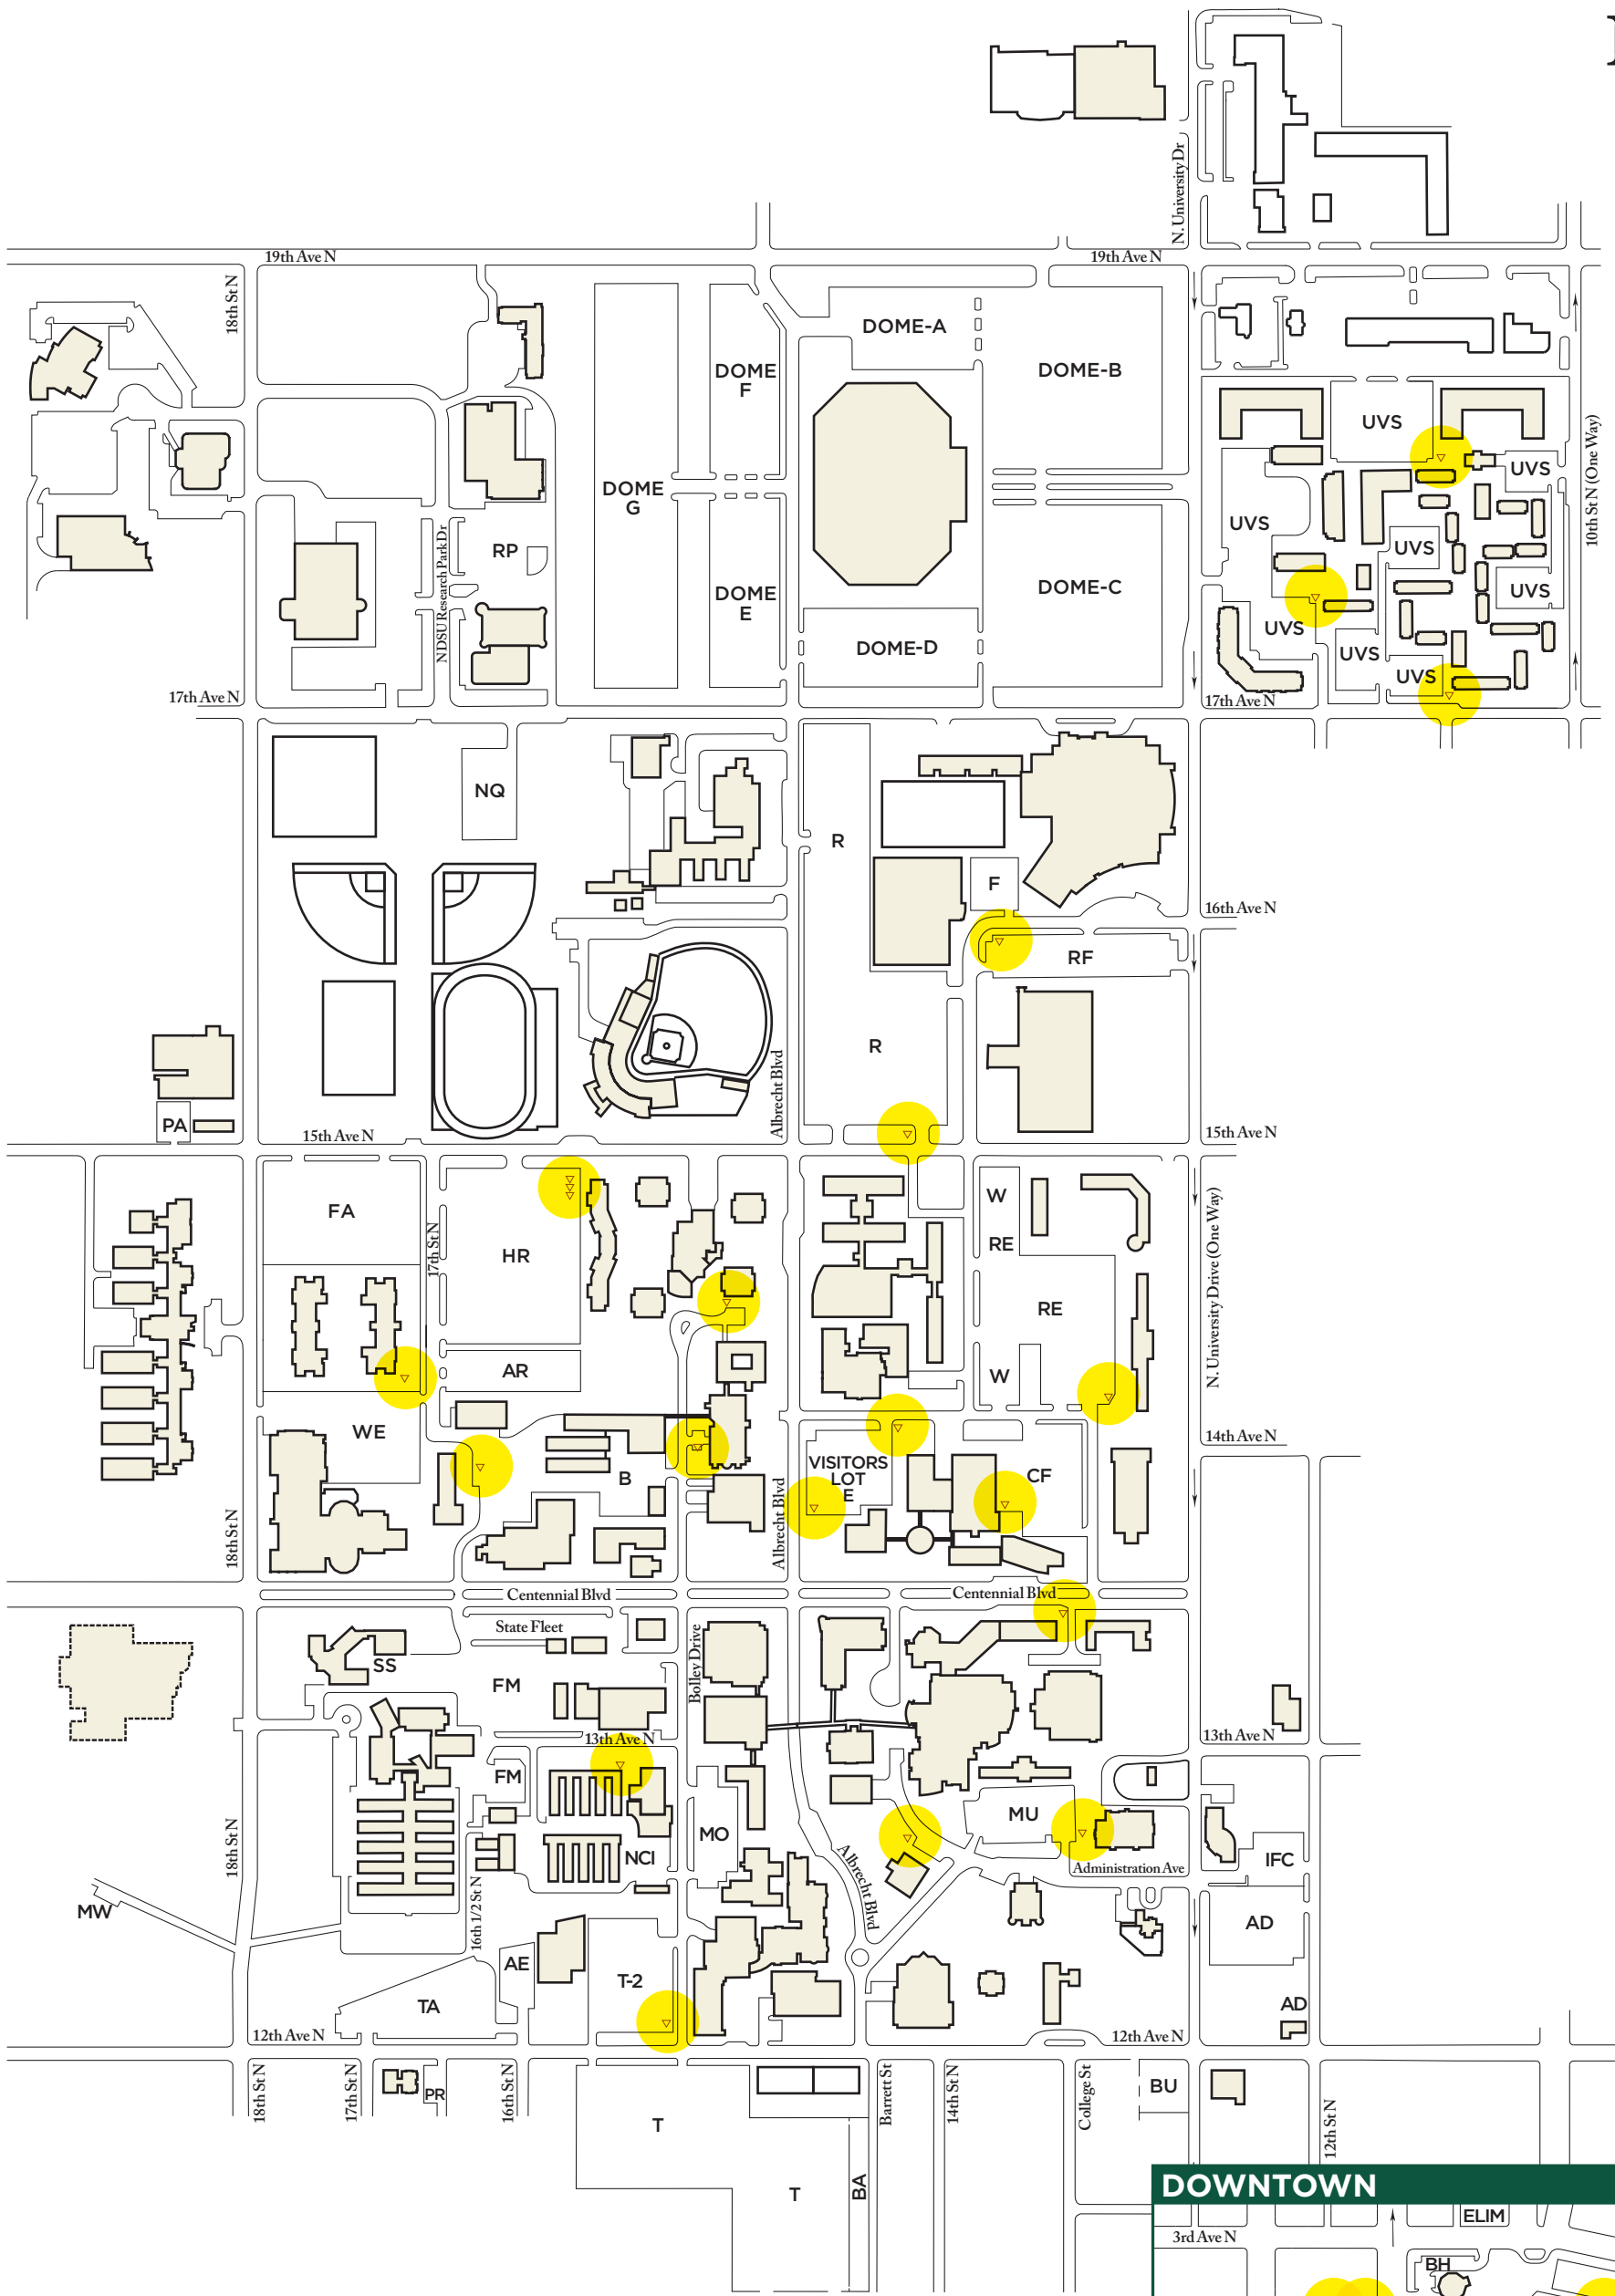 N. University Dr
19th Ave N
19th Ave N
18th St N
DOME-A
DOME
F
DOME-B
UVS
UVS
10th St N (One Way)
DOME
G
UVS
NDSU Research Park Dr
RP
UVS
DOME
E
DOME-C
UVS
UVS
DOME-D
UVS
UVS
17th Ave N
17th Ave N
NQ
R
F
16th Ave N
RF
R
Albrecht Blvd
PA
15th Ave N
15th Ave N
FA
17th St N
HR
W
RE
N. University Drive (One Way)
RE
AR
W
WE
14th Ave N
VISITORS
LOT
E
CF
B
18th St N
Albrecht Blvd
Centennial Blvd
Centennial Blvd
State Fleet
SS
Bolley Drive
FM
13th Ave N
13th Ave N
FM
MU
MO
18th St N
NCI
Albrecht Blvd
Administration Ave
IFC
MW
16th 1/2 St N
AD
AE
T-2
TA
AD
12th Ave N
12th Ave N
18th St N
17th St N
PR
16th St N
Barrett St
14th St N
College St
BU
12th St N
T
T
BA
DOWNTOWN
ELIM
3rd Ave N
BH